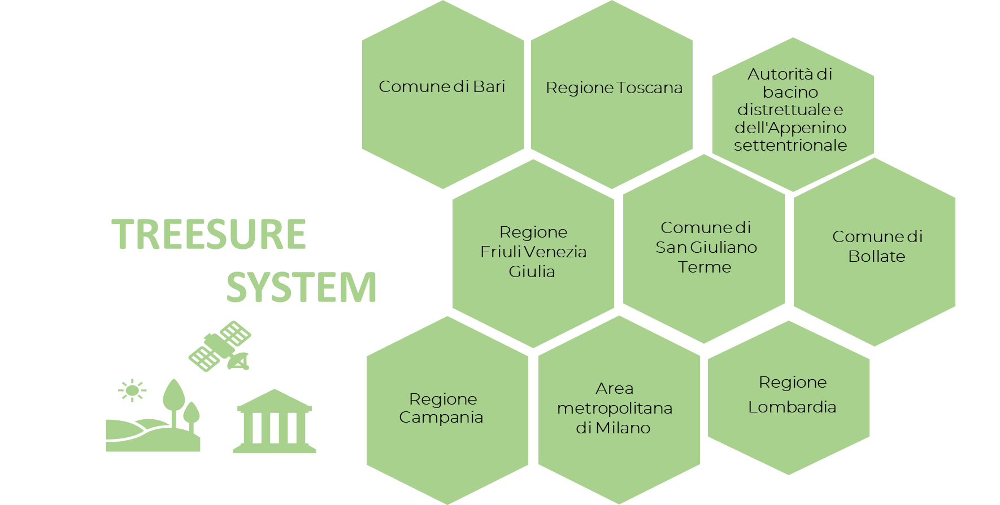 TREESURE
SYSTEM
Comune di Bari
Regione Toscana
Autorità di
bacino
distrettuale e
dell'Appenino
settentrionale
Regione
Friuli Venezia
Giulia
Comune di
San Giuliano
Terme
Comune di
Bollate
Regione
Campania
Area
metropolitana
di Milano
Regione
Lombardia